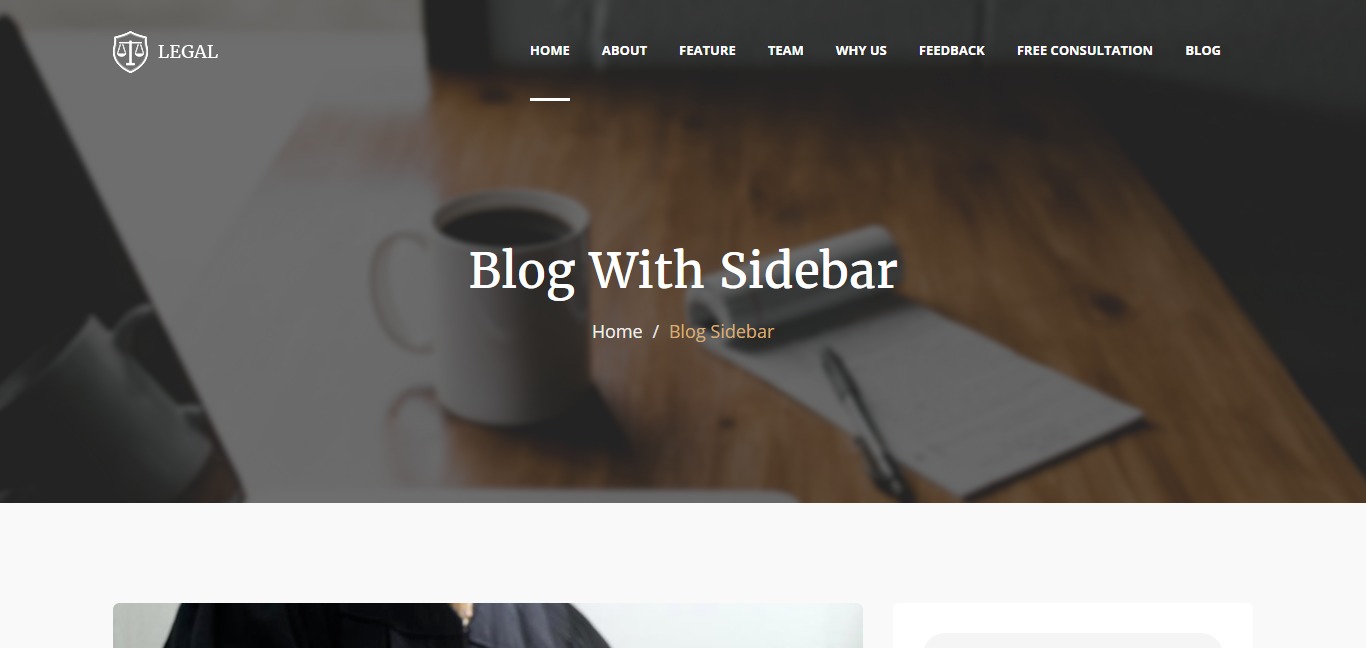 LEGAL
HOME ABOUT FEATURE TEAM WHY US FEEDBACK FREE CONSULTATION BLOG
Blog With Sidebar
Home / Blog Sidebar